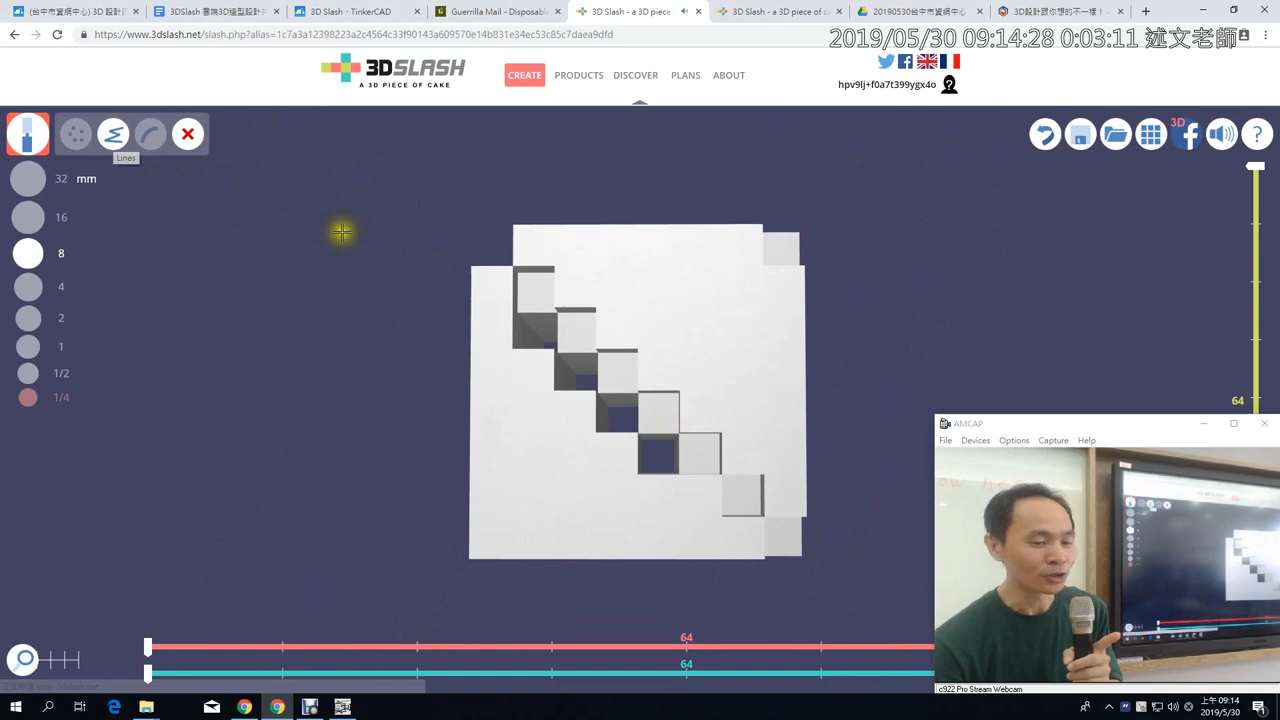 (台中市資網中心) 3D 設計跟
3DSlash 雲端3D造型設計夬
3D Slash - TinkerCAD
Guerrilla Mail - Disposable
3D Slash - a 3D piece
3D Slash - a 3D piece of c
20190530台中市資網中心
3D設計跟你想的不一樣！-
https://www.3dslash.net/slash.php?alias=1c7a3a12398223a2c4564c33f90143a609570e14b831e34ec53c85c7daea9dfd
2019/05/30 09:14:28 0:03:11 述文老師
3DSLASH
A 3D PIECE OF CAKE
CREATE
PRODUCTS
DISCOVER
PLANS
ABOUT
hpv9lj+f0a7t399ygx4o
Lines
3D
?
32 mm
16
8
4
2
1
1/2
1/4
64
64
64
AMCAP
File Devices Options Capture Help
c922 Pro Stream Webcam
上午 09:14
2019/5/30